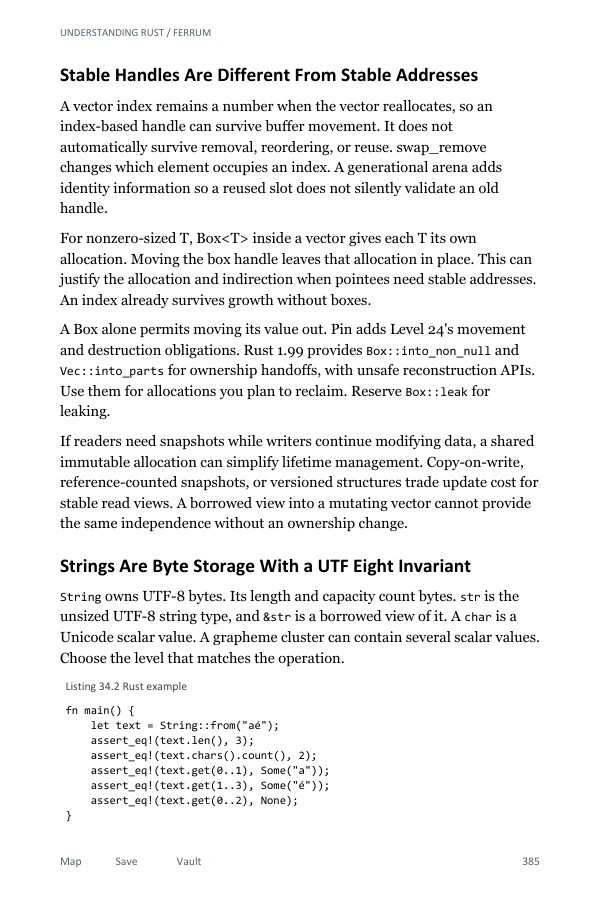 UNDERSTANDING RUST / FERRUM
Stable Handles Are Different From Stable Addresses
A vector index remains a number when the vector reallocates, so an
index-based handle can survive buffer movement. It does not
automatically survive removal, reordering, or reuse. swap_remove
changes which element occupies an index. A generational arena adds
identity information so a reused slot does not silently validate an old
handle.
For nonzero-sized T, Box<T> inside a vector gives each T its own
allocation. Moving the box handle leaves that allocation in place. This can
justify the allocation and indirection when pointees need stable addresses.
An index already survives growth without boxes.
A Box alone permits moving its value out. Pin adds Level 24's movement
and destruction obligations. Rust 1.99 provides Box::into_non_null and
Vec::into_parts for ownership handoffs, with unsafe reconstruction APIs.
Use them for allocations you plan to reclaim. Reserve Box::leak for
leaking.
If readers need snapshots while writers continue modifying data, a shared
immutable allocation can simplify lifetime management. Copy-on-write,
reference-counted snapshots, or versioned structures trade update cost for
stable read views. A borrowed view into a mutating vector cannot provide
the same independence without an ownership change.
Strings Are Byte Storage With a UTF Eight Invariant
String owns UTF-8 bytes. Its length and capacity count bytes. str is the
unsized UTF-8 string type, and &str is a borrowed view of it. A char is a
Unicode scalar value. A grapheme cluster can contain several scalar values.
Choose the level that matches the operation.
Listing 34.2 Rust example
fn main() {
    let text = String::from("aé");
    assert_eq!(text.len(), 3);
    assert_eq!(text.chars().count(), 2);
    assert_eq!(text.get(0..1), Some("a"));
    assert_eq!(text.get(1..3), Some("é"));
    assert_eq!(text.get(0..2), None);
}
Map Save Vault 385